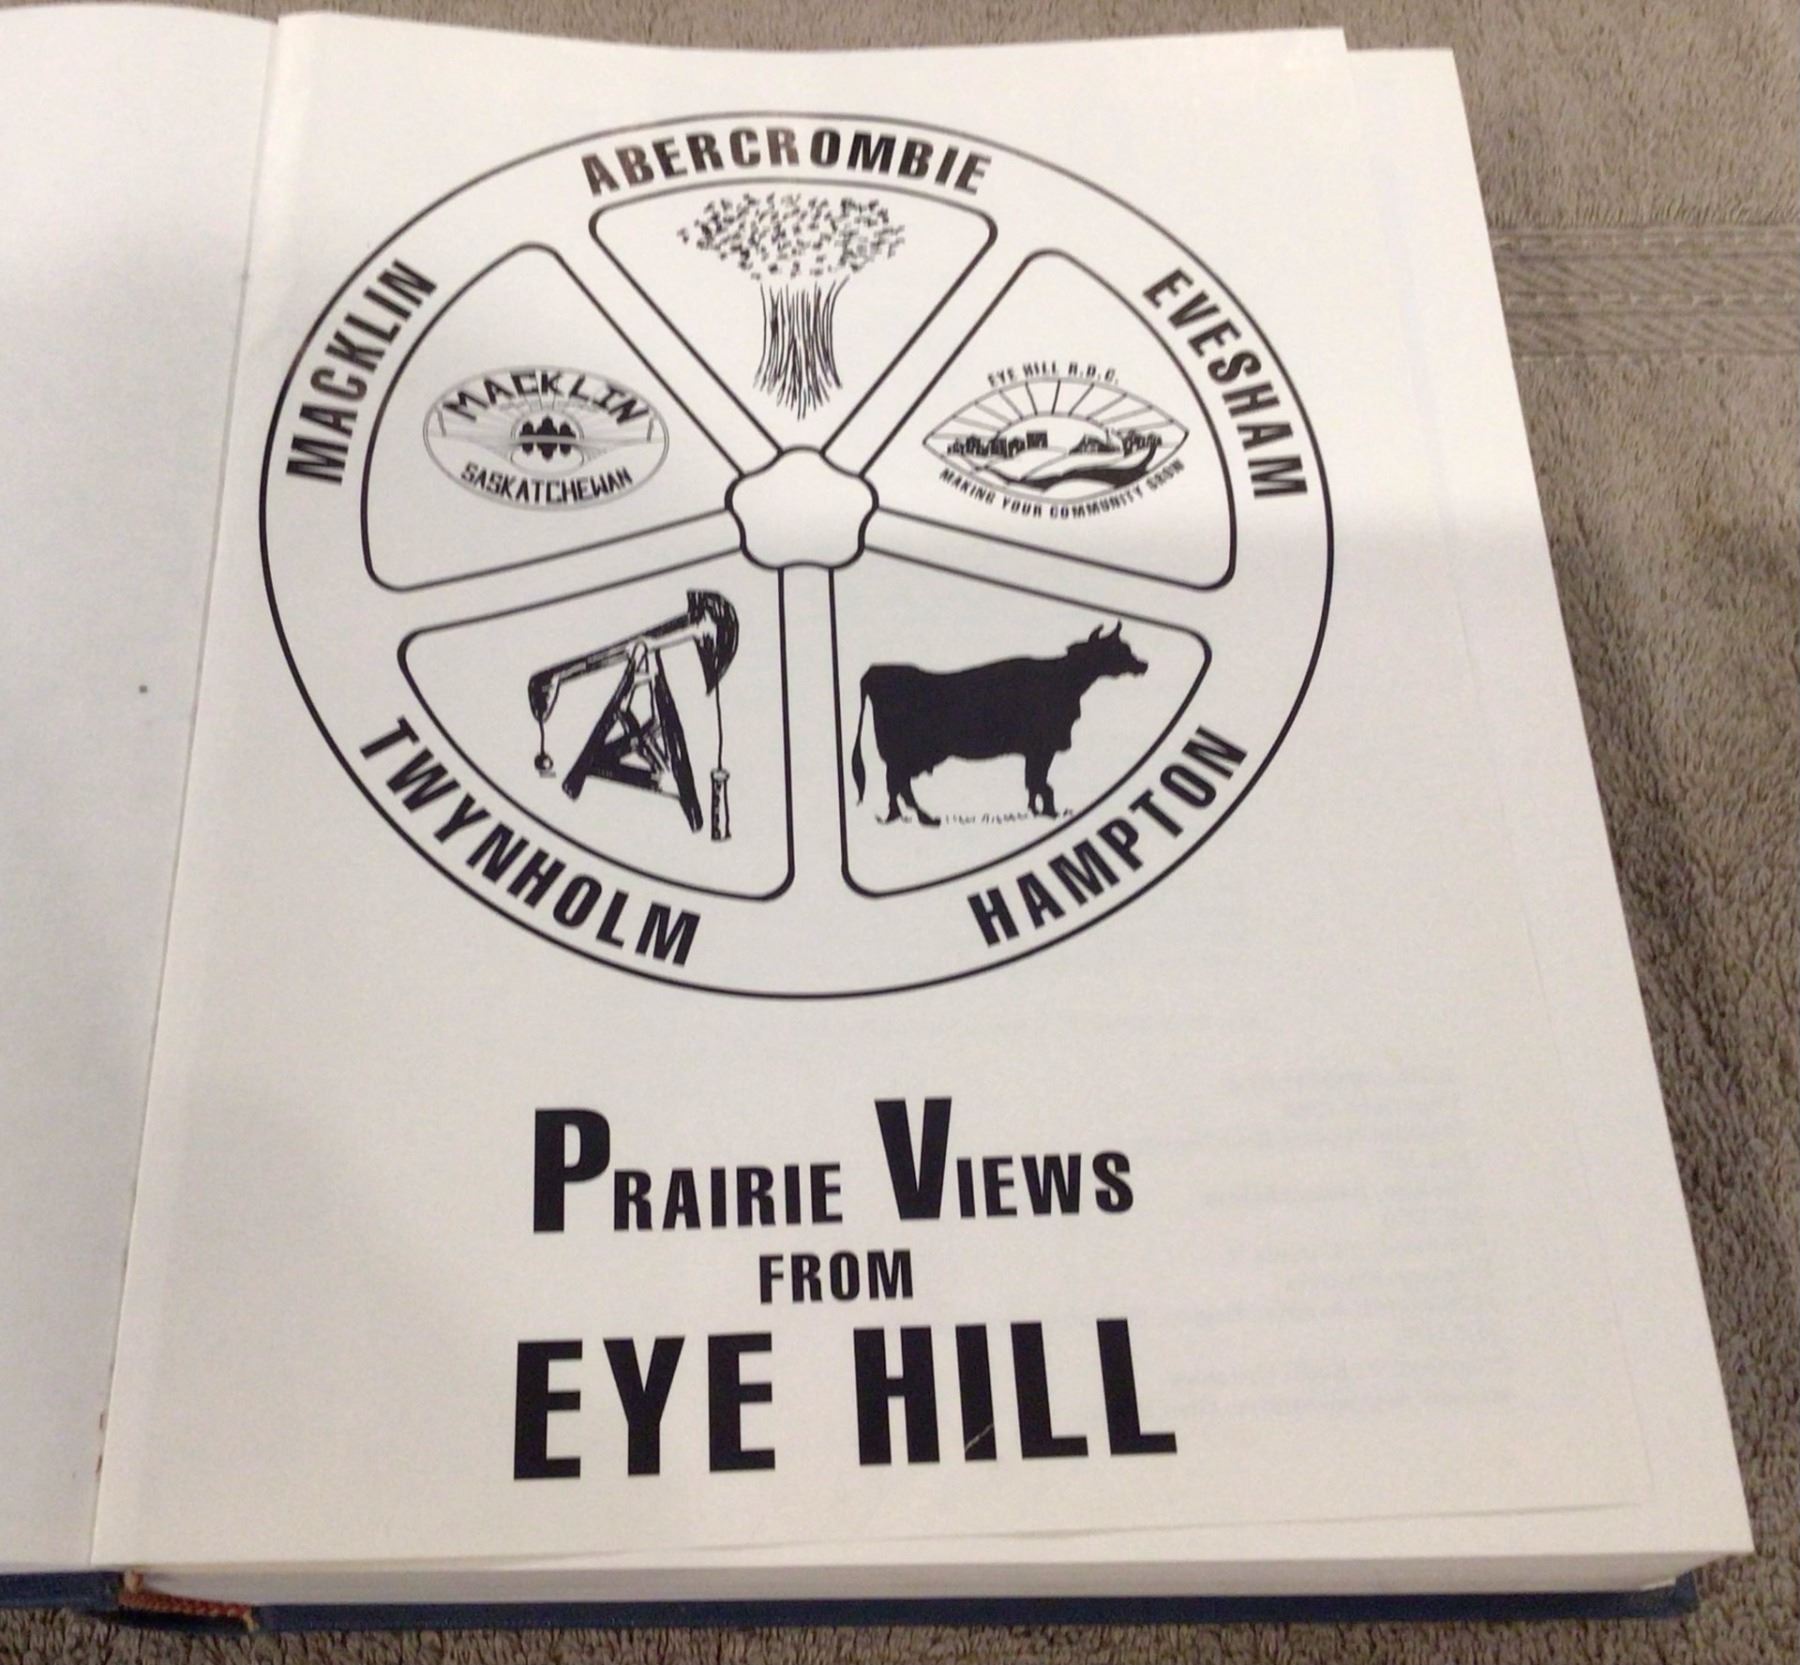 ABERCROMBIE
MACKLIN
EVESHAM
MACKLIN
SASKATCHEWAN
EYE HILL R.D.C.
MAKING YOUR COMMUNITY GROW
TWYNHOLM
HAMPTON
PRAIRIE VIEWS
FROM
EYE HILL